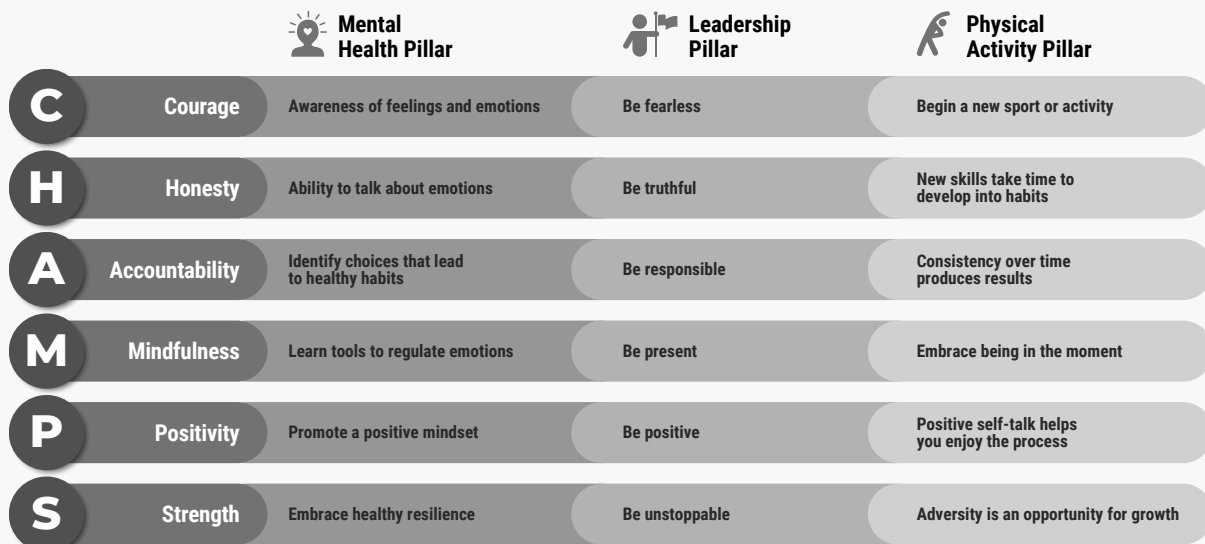 Mental
Health Pillar
Leadership
Pillar
Physical
Activity Pillar
C
Courage
Awareness of feelings and emotions
Be fearless
Begin a new sport or activity
H
Honesty
Ability to talk about emotions
Be truthful
New skills take time to
develop into habits
A
Accountability
Identify choices that lead
to healthy habits
Be responsible
Consistency over time
produces results
M
Mindfulness
Learn tools to regulate emotions
Be present
Embrace being in the moment
P
Positivity
Promote a positive mindset
Be positive
Positive self-talk helps
you enjoy the process
S
Strength
Embrace healthy resilience
Be unstoppable
Adversity is an opportunity for growth